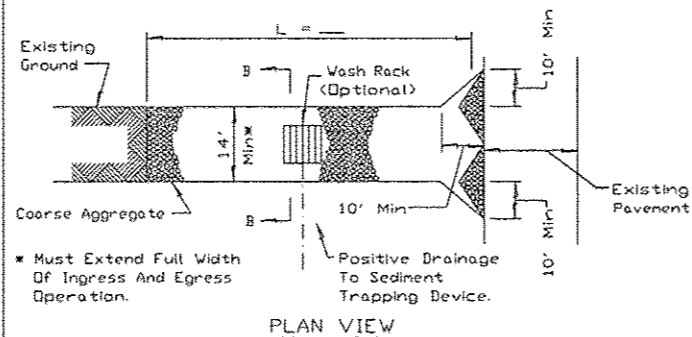 L = ___
Existing
Ground
B
Wash Rack
(Optional)
10' Min
14'
Min*
Existing
Pavement
Coarse Aggregate
B
10' Min
10' Min
* Must Extend Full Width
Of Ingress And Egress
Operation.
Positive Drainage
To Sediment
Trapping Device.
PLAN VIEW